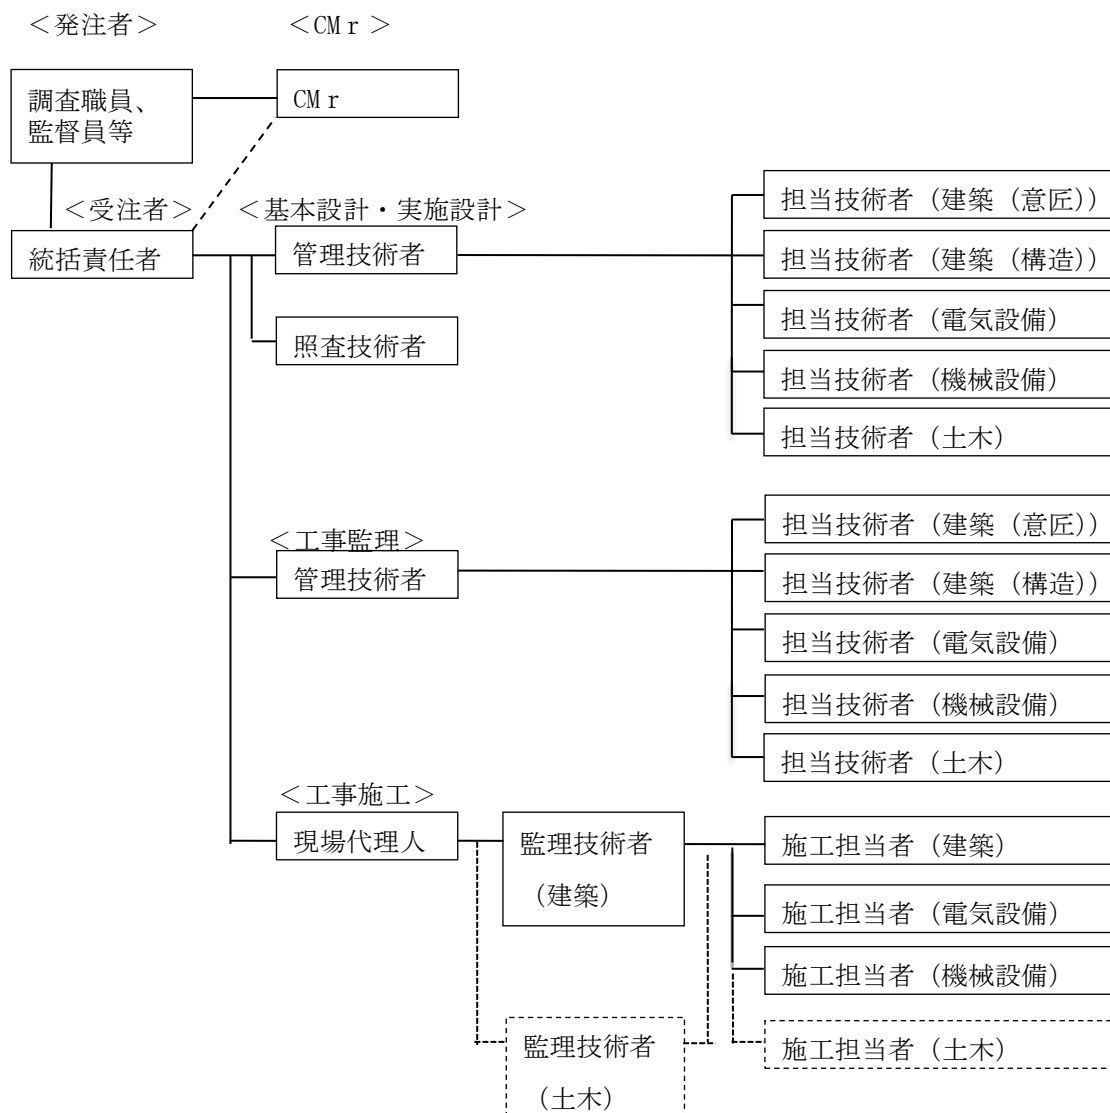 ＜発注者＞
＜CMｒ＞
調査職員、
監督員等
CMｒ
＜受注者＞
＜基本設計・実施設計＞
統括責任者
管理技術者
照査技術者
担当技術者（建築（意匠））
担当技術者（建築（構造））
担当技術者（電気設備）
担当技術者（機械設備）
担当技術者（土木）
＜工事監理＞
管理技術者
担当技術者（建築（意匠））
担当技術者（建築（構造））
担当技術者（電気設備）
担当技術者（機械設備）
担当技術者（土木）
＜工事施工＞
現場代理人
監理技術者
（建築）
施工担当者（建築）
施工担当者（電気設備）
施工担当者（機械設備）
監理技術者
（土木）
施工担当者（土木）